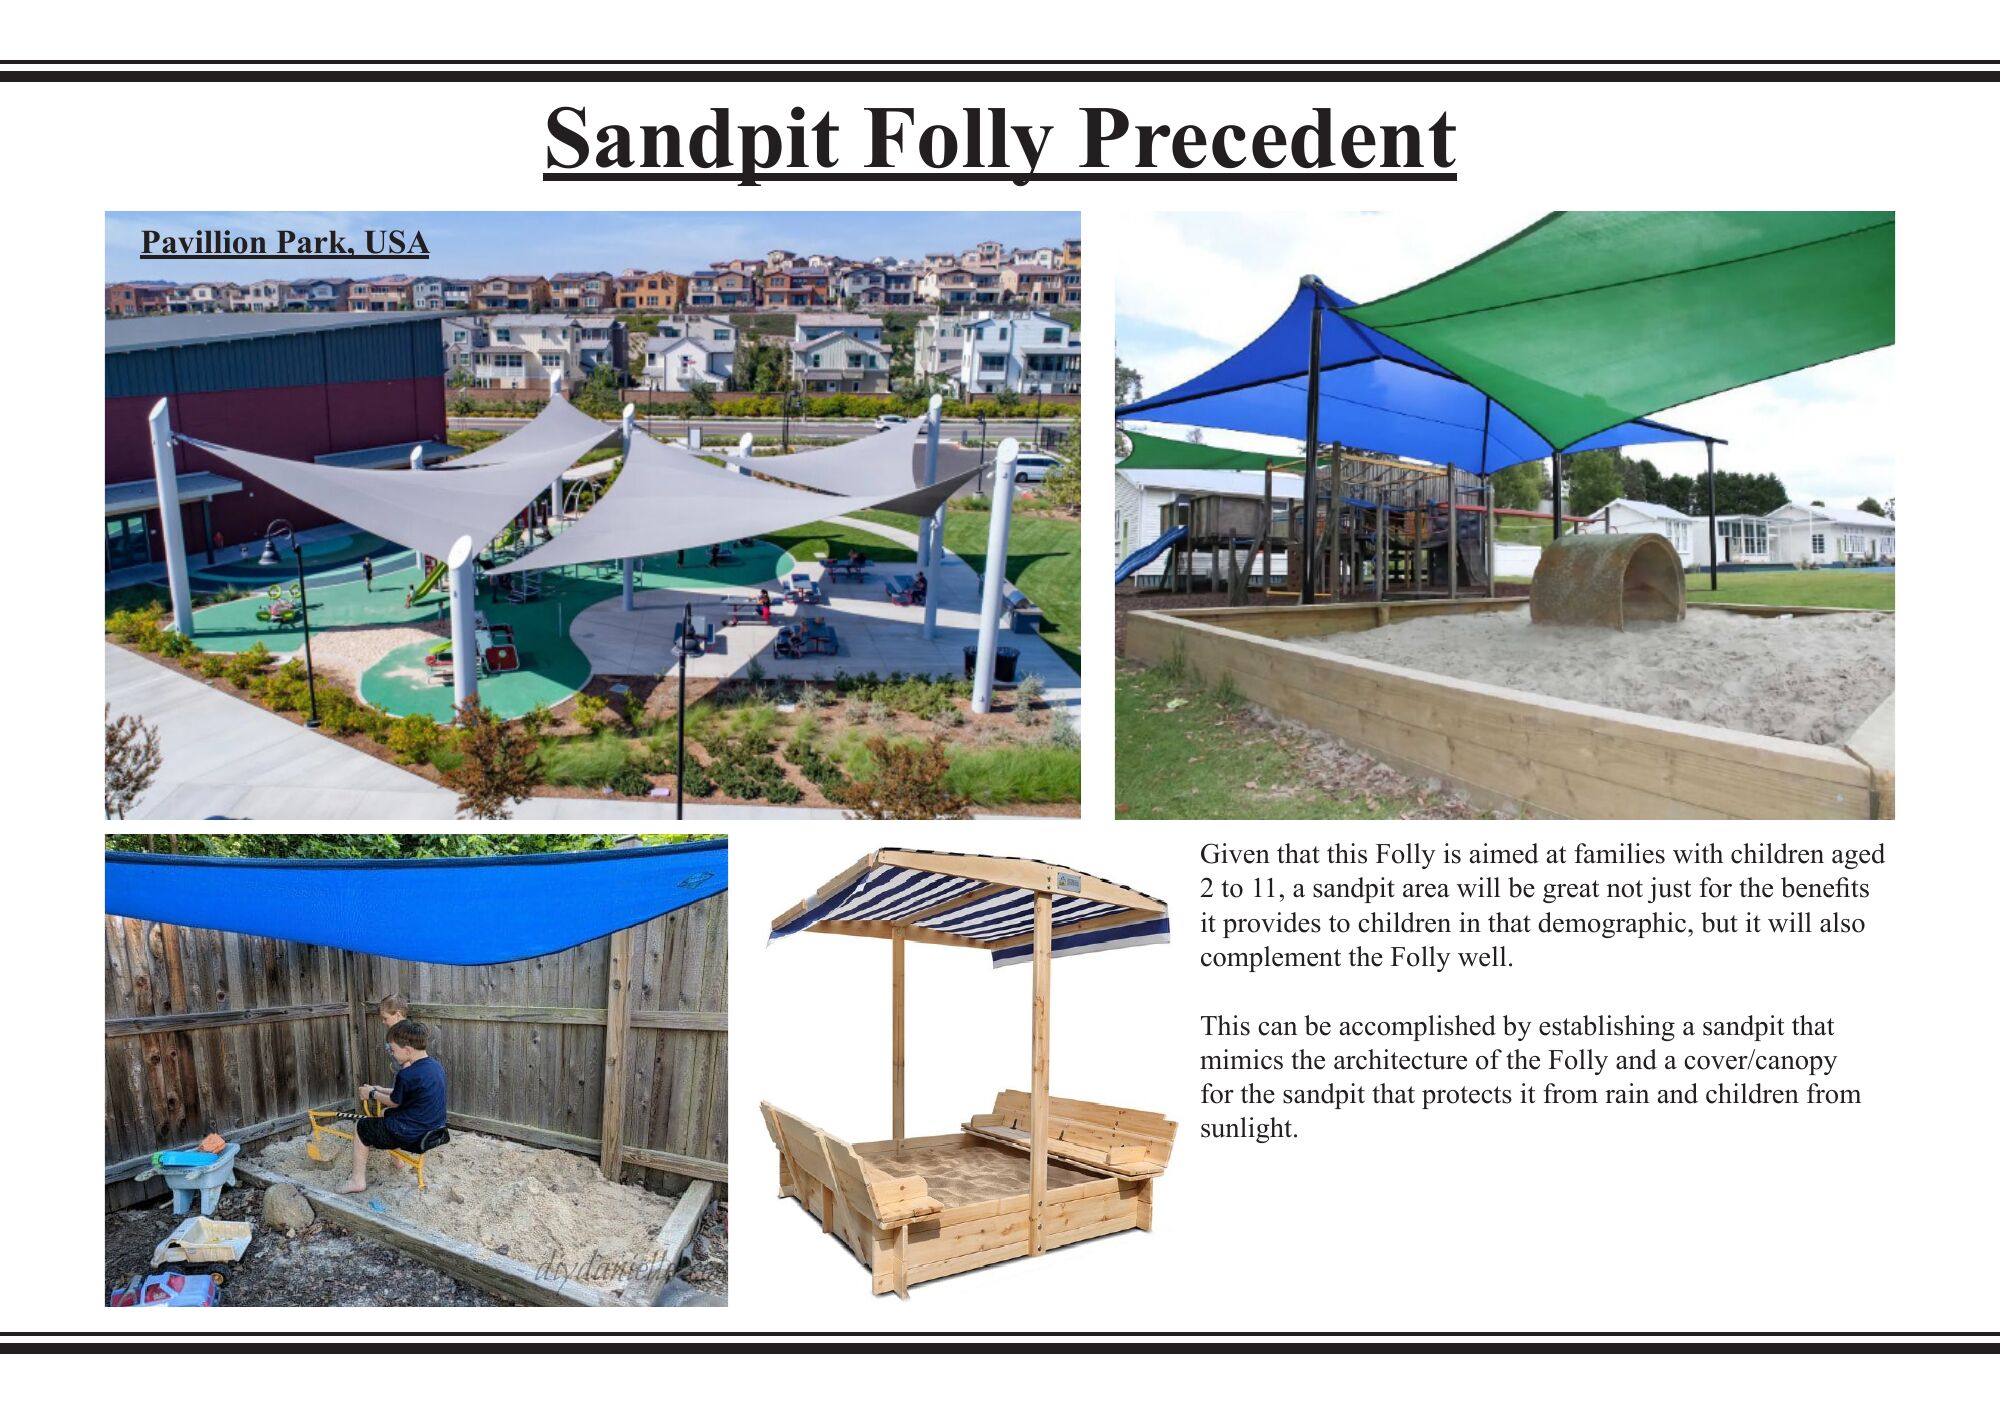 Sandpit Folly Precedent
Pavillion Park, USA
Given that this Folly is aimed at families with children aged
2 to 11, a sandpit area will be great not just for the benefits
it provides to children in that demographic, but it will also
complement the Folly well.
This can be accomplished by establishing a sandpit that
mimics the architecture of the Folly and a cover/canopy
for the sandpit that protects it from rain and children from
sunlight.